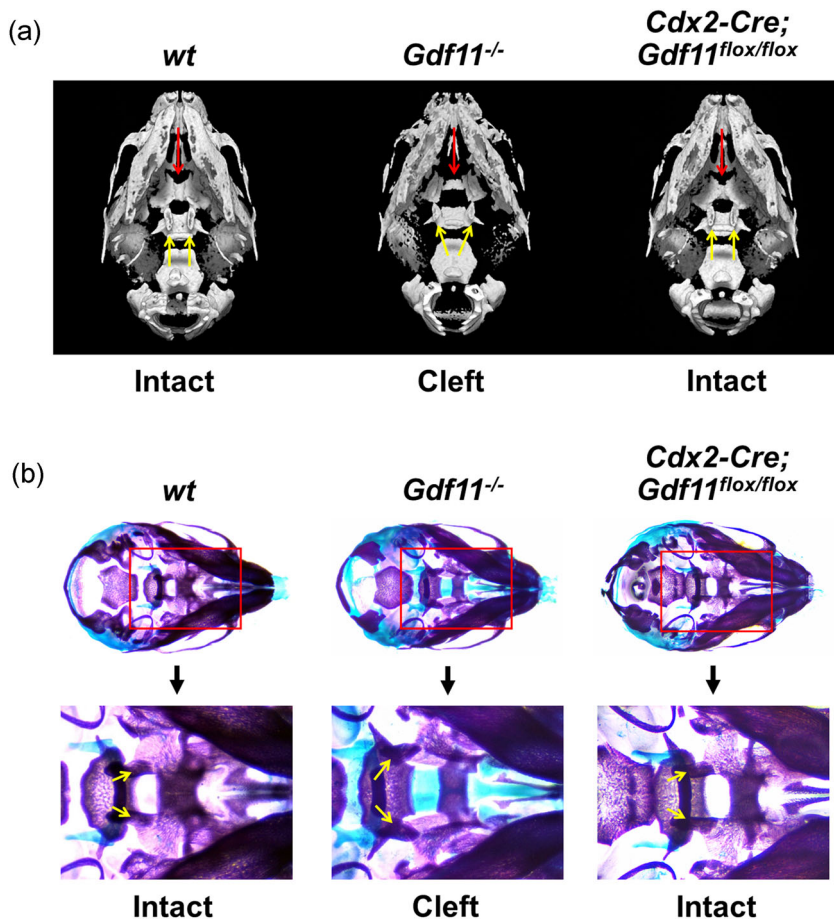 (a)
wt
Gdf11-/-
Cdx2-Cre;
Gdf11flox/flox
Intact
Cleft
Intact
(b)
wt
Gdf11-/-
Cdx2-Cre;
Gdf11flox/flox
Intact
Cleft
Intact